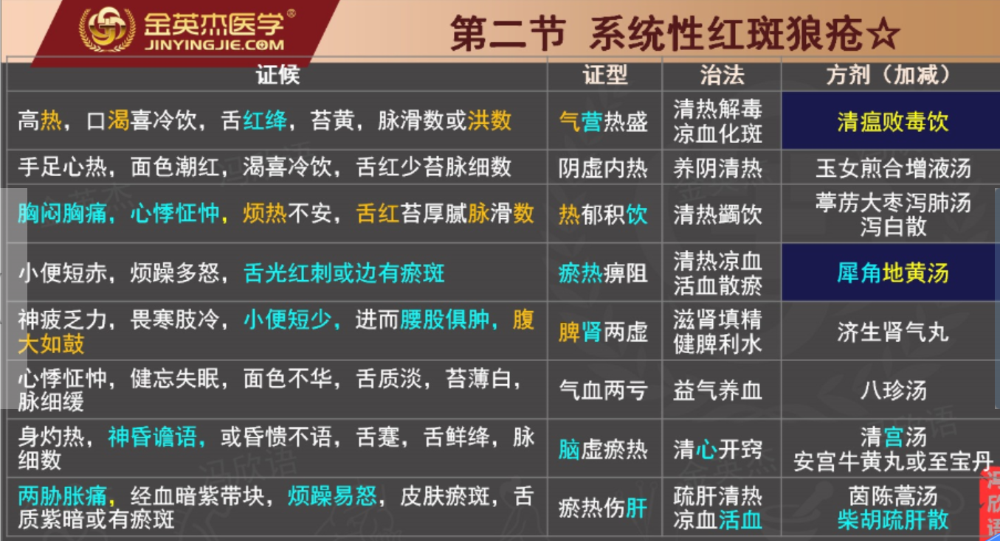 金英杰医学®
JINYINGJIE.COM
第二节 系统性红斑狼疮☆
证候 证型 治法 方剂（加减）
高热，口渴喜冷饮，舌红绛，苔黄，脉滑数或洪数 气营热盛 清热解毒
凉血化斑 清瘟败毒饮
手足心热，面色潮红，渴喜冷饮，舌红少苔脉细数 阴虚内热 养阴清热 玉女煎合增液汤
胸闷胸痛，心悸怔忡，烦热不安，舌红苔厚腻脉滑数 热郁积饮 清热蠲饮 葶苈大枣泻肺汤
泻白散
小便短赤，烦躁多怒，舌光红刺或边有瘀斑 瘀热痹阻 清热凉血
活血散瘀 犀角地黄汤
神疲乏力，畏寒肢冷，小便短少，进而腰股俱肿，腹
大如鼓 脾肾两虚 滋肾填精
健脾利水 济生肾气丸
心悸怔忡，健忘失眠，面色不华，舌质淡，苔薄白，
脉细缓 气血两亏 益气养血 八珍汤
身灼热，神昏谵语，或昏愦不语，舌蹇，舌鲜绛，脉
细数 脑虚瘀热 清心开窍 清宫汤
安宫牛黄丸或至宝丹
两胁胀痛，经血暗紫带块，烦躁易怒，皮肤瘀斑，舌
质紫暗或有瘀斑 瘀热伤肝 疏肝清热
凉血活血 茵陈蒿汤
柴胡疏肝散
冯欣语